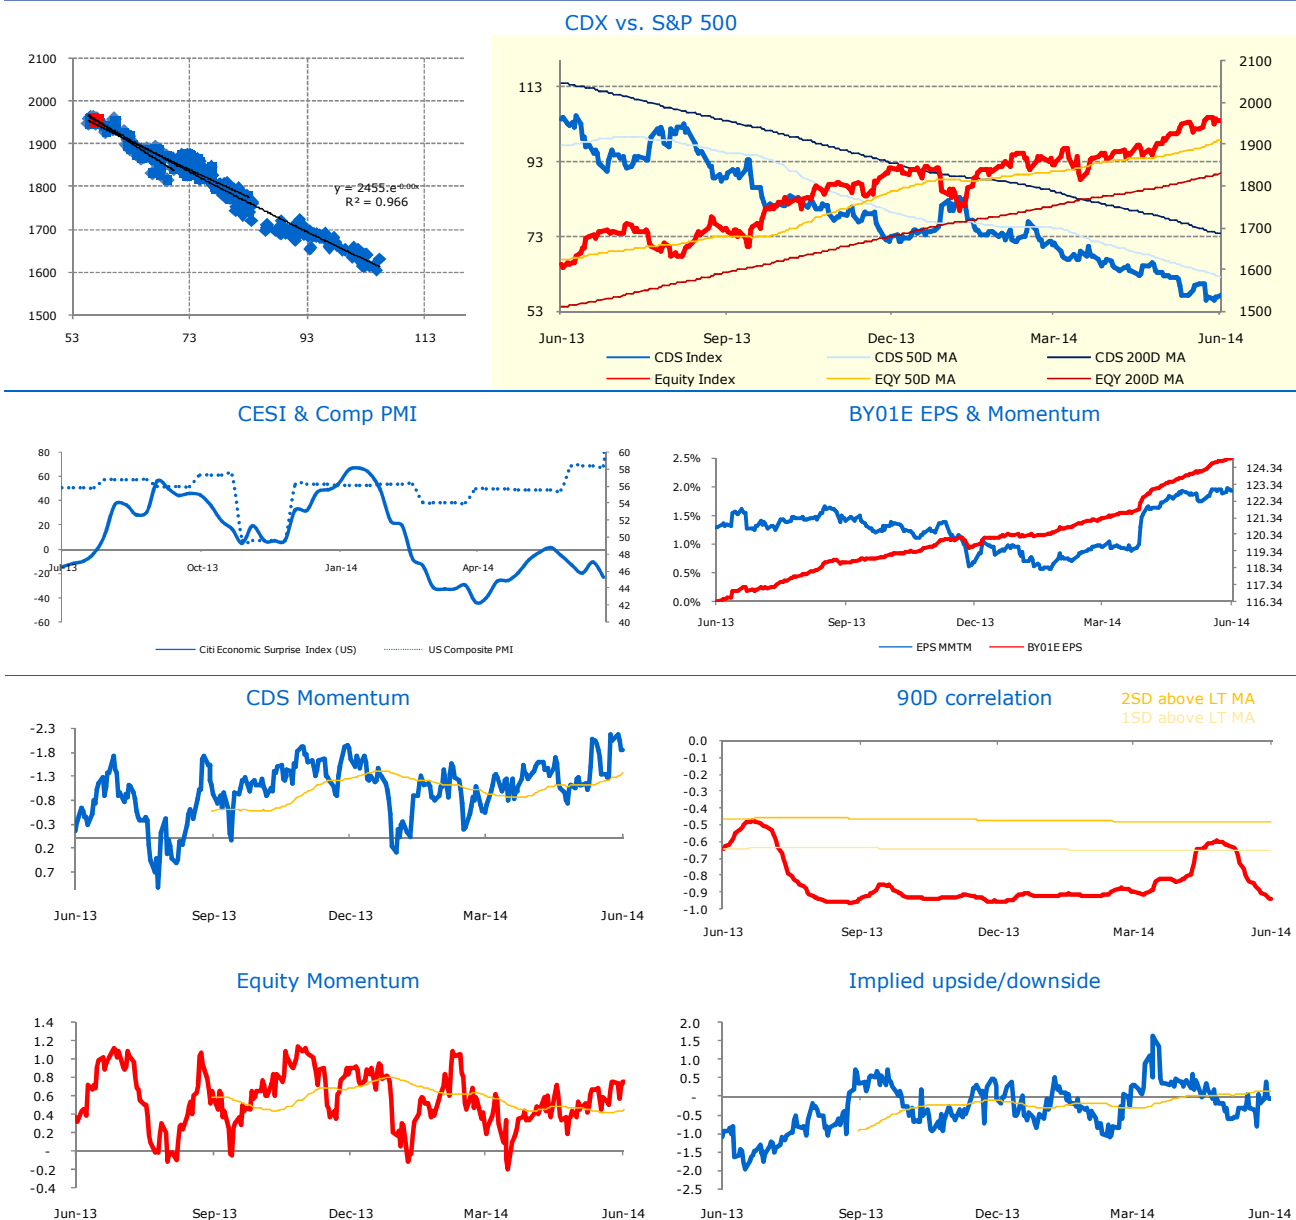 CDX vs. S&P 500
2100
2000
1900
1800
1700
1600
1500
53
73
93
113
y = 2455.e
R² = 0.966
113
93
73
53
2100
2000
1900
1800
1700
1600
1500
Jun-13
Sep-13
Dec-13
Mar-14
Jun-14
CDS Index
CDS 50D MA
CDS 200D MA
Equity Index
EQY 50D MA
EQY 200D MA
CESI & Comp PMI
80
60
40
20
0
-20
-40
-60
60
58
56
54
52
50
48
46
44
42
40
Jul-13
Oct-13
Jan-14
Apr-14
Citi Economic Surprise Index (US)
US Composite PMI
BY01E EPS & Momentum
2.5%
2.0%
1.5%
1.0%
0.5%
0.0%
124.34
123.34
122.34
121.34
120.34
119.34
118.34
117.34
116.34
Jun-13
Sep-13
Dec-13
Mar-14
Jun-14
EPS MMTM
BY01E EPS
CDS Momentum
-2.3
-1.8
-1.3
-0.8
-0.3
0.2
0.7
Jun-13
Sep-13
Dec-13
Mar-14
Jun-14
90D correlation
2SD above LT MA
1SD above LT MA
0.0
-0.1
-0.2
-0.3
-0.4
-0.5
-0.6
-0.7
-0.8
-0.9
-1.0
Jun-13
Sep-13
Dec-13
Mar-14
Jun-14
Equity Momentum
1.4
1.2
1.0
0.8
0.6
0.4
0.2
-
-0.2
-0.4
Jun-13
Sep-13
Dec-13
Mar-14
Jun-14
Implied upside/downside
2.0
1.5
1.0
0.5
-
-0.5
-1.0
-1.5
-2.0
-2.5
Jun-13
Sep-13
Dec-13
Mar-14
Jun-14